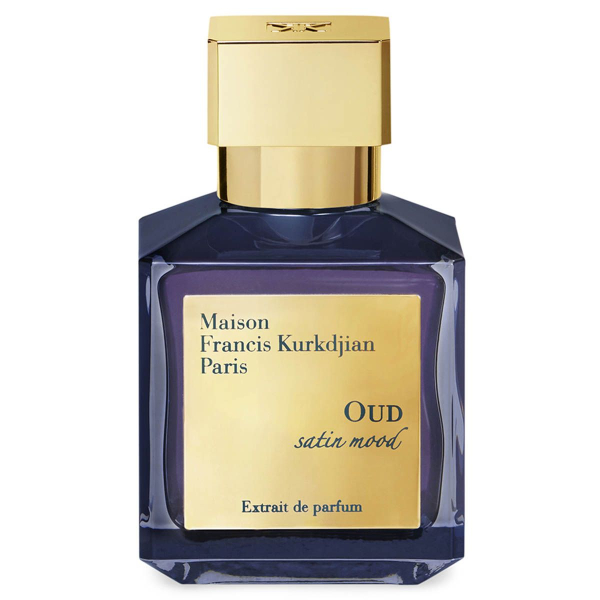 Maison
Francis Kurkdjian
Paris
OUD
satin mood
Extrait de parfum